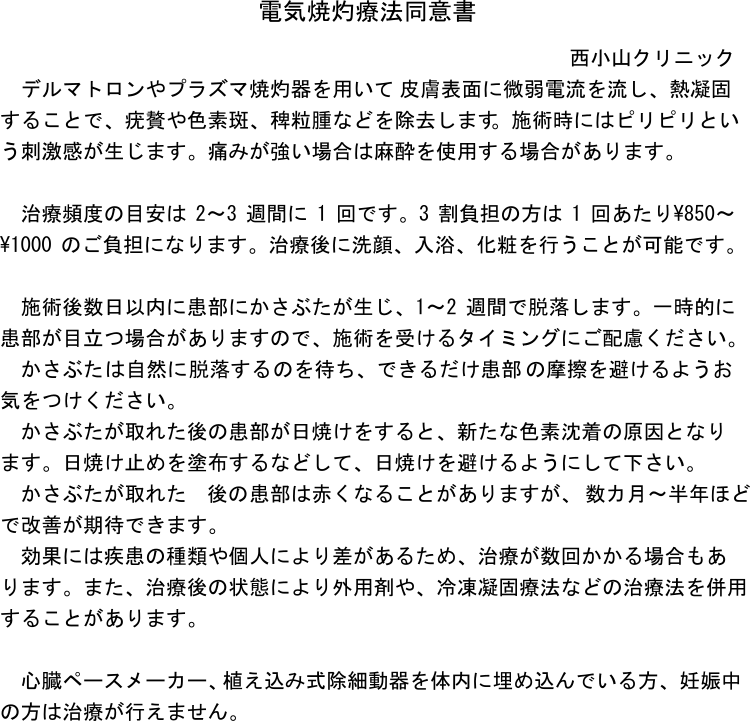 電気焼灼療法同意書
西小山クリニック
デルマトロンやプラズマ焼灼器を用いて 皮膚表面に微弱電流を流し、熱凝固
することで、疣贅や色素斑、稗粒腫などを除去します。施術時にはピリピリとい
う刺激感が生じます。痛みが強い場合は麻酔を使用する場合があります。
治療頻度の目安は 2～3 週間に 1 回です。3 割負担の方は 1 回あたり¥850～
¥1000 のご負担になります。治療後に洗顔、入浴、化粧を行うことが可能です。
施術後数日以内に患部にかさぶたが生じ、1～2 週間で脱落します。一時的に
患部が目立つ場合がありますので、施術を受けるタイミングにご配慮ください。
かさぶたは自然に脱落するのを待ち、できるだけ患部の摩擦を避けるようお
気をつけください。
かさぶたが取れた後の患部が日焼けをすると、新たな色素沈着の原因となり
ます。日焼け止めを塗布するなどして、日焼けを避けるようにして下さい。
かさぶたが取れた　後の患部は赤くなることがありますが、数カ月～半年ほど
で改善が期待できます。
効果には疾患の種類や個人により差があるため、治療が数回かかる場合もあ
ります。また、治療後の状態により外用剤や、冷凍凝固療法などの治療法を併用
することがあります。
心臓ペースメーカー、植え込み式除細動器を体内に埋め込んでいる方、妊娠中
の方は治療が行えません。